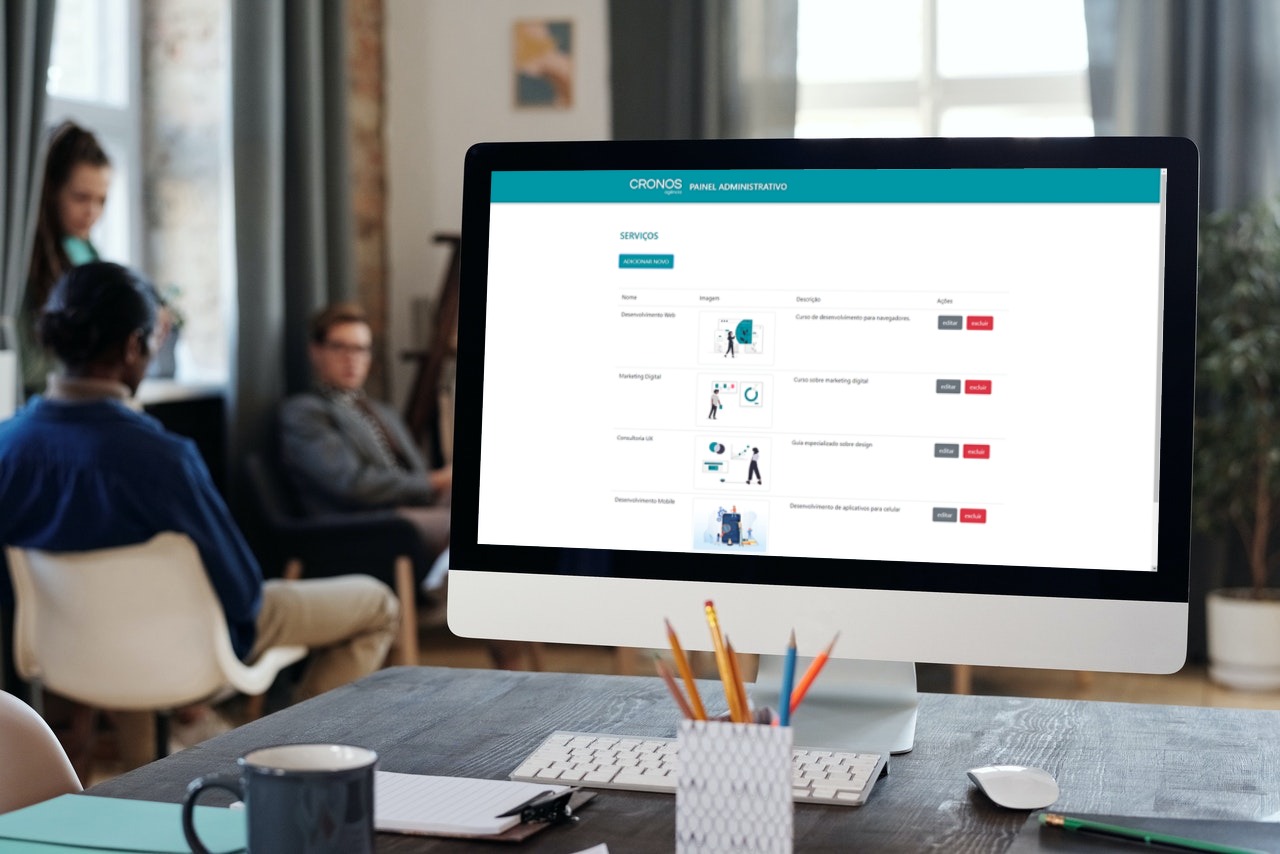 CRONOS
agência
PAINEL ADMINISTRATIVO
SERVIÇOS
ADICIONAR NOVO
Nome Imagem Descrição Ações
Desenvolvimento Web Curso de desenvolvimento para navegadores. editar excluir
Marketing Digital Curso sobre marketing digital editar excluir
Consultoria UX Guia especializado sobre design editar excluir
Desenvolvimento Mobile Desenvolvimento de aplicativos para celular editar excluir